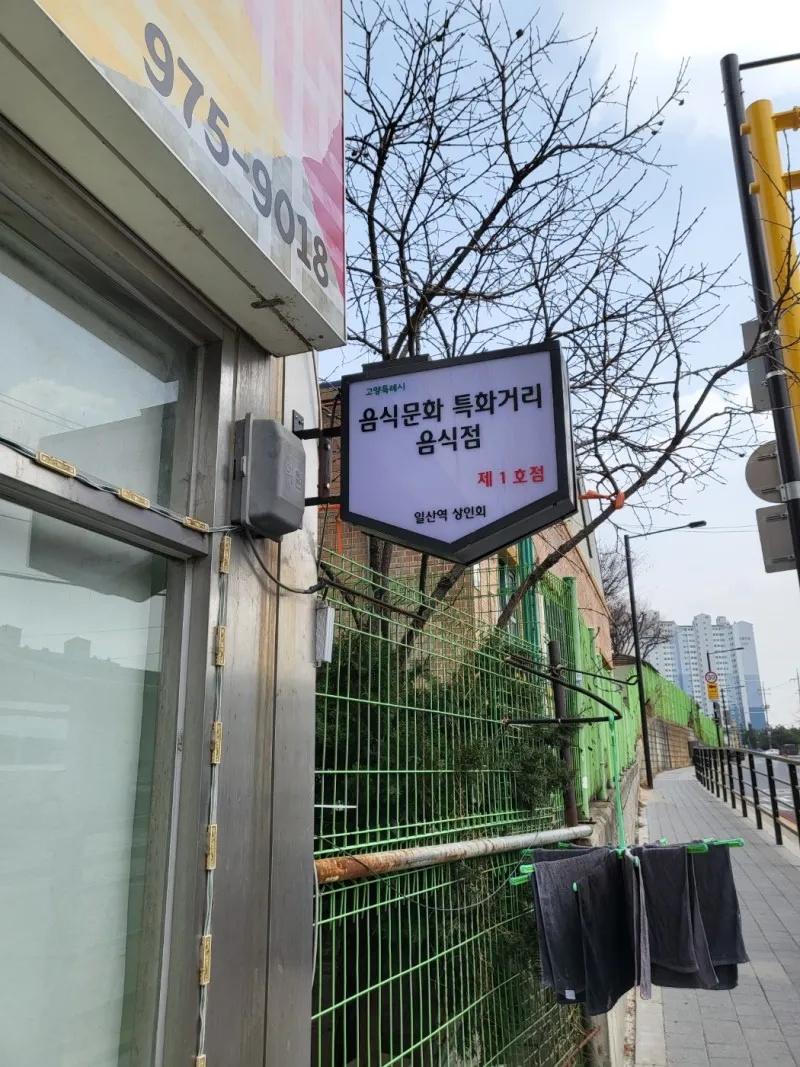 975-9018
고양특례시
음식문화 특화거리
음식점
제 1 호점
일산역 상인회
30